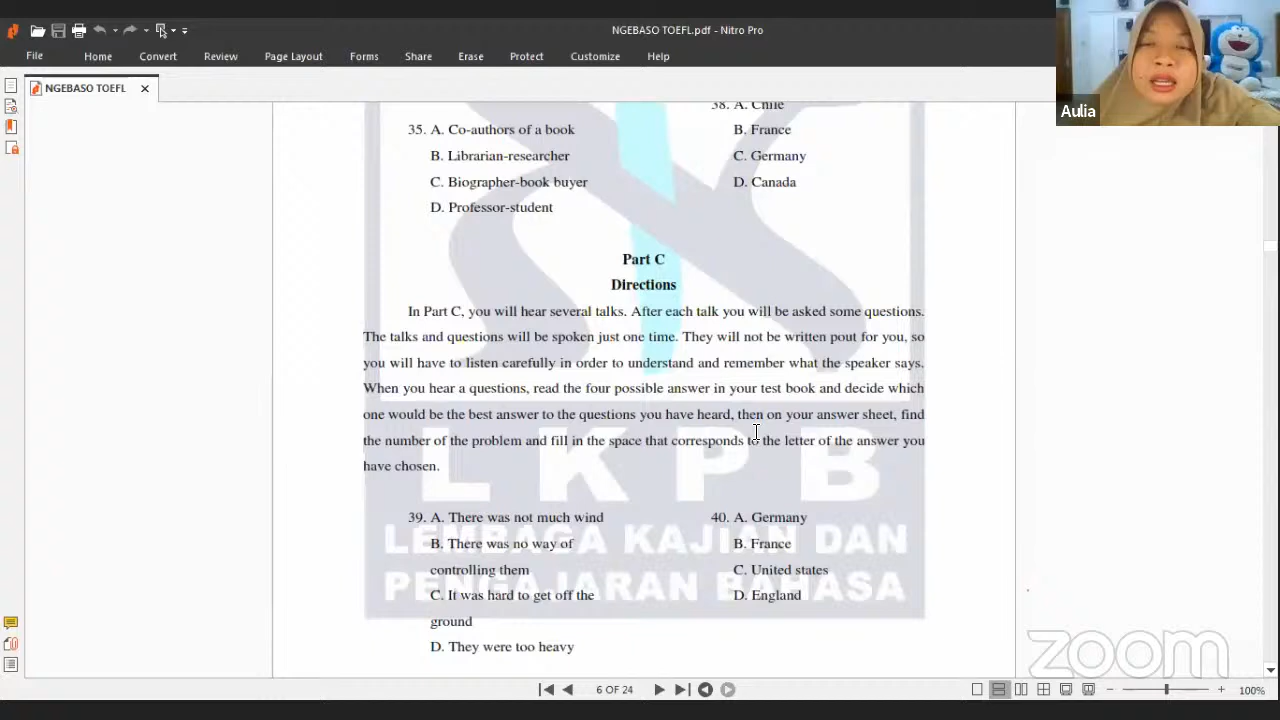 NGEBASO TOEFL.pdf - Nitro Pro
File Home Convert Review Page Layout Forms Share Erase Protect Customize Help
NGEBASO TOEFL
Aulia
35. A. Co-authors of a book
B. Librarian-researcher
C. Biographer-book buyer
D. Professor-student
38. A. Chile
B. France
C. Germany
D. Canada
Part C
Directions
In Part C, you will hear several talks. After each talk you will be asked some questions.
The talks and questions will be spoken just one time. They will not be written pout for you, so
you will have to listen carefully in order to understand and remember what the speaker says.
When you hear a questions, read the four possible answer in your test book and decide which
one would be the best answer to the questions you have heard, then on your answer sheet, find
the number of the problem and fill in the space that corresponds to the letter of the answer you
have chosen.
39. A. There was not much wind
B. There was no way of
controlling them
C. It was hard to get off the
ground
D. They were too heavy
40. A. Germany
B. France
C. United states
D. England
LKPB
LEMBAGA KAJIAN DAN
PENGAJARAN BAHASA
zoom
6 OF 24
100%